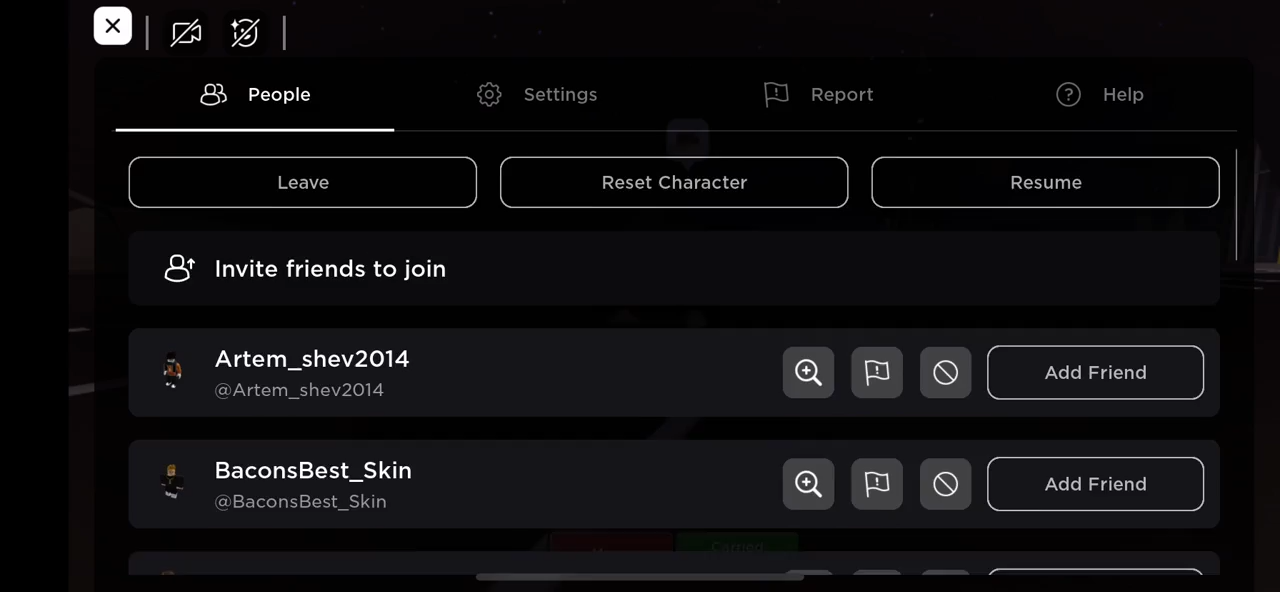 People
Settings
Report
Help
Leave
Reset Character
Resume
Invite friends to join
Artem_shev2014
@Artem_shev2014
Add Friend
BaconsBest_Skin
@BaconsBest_Skin
Add Friend
Carried